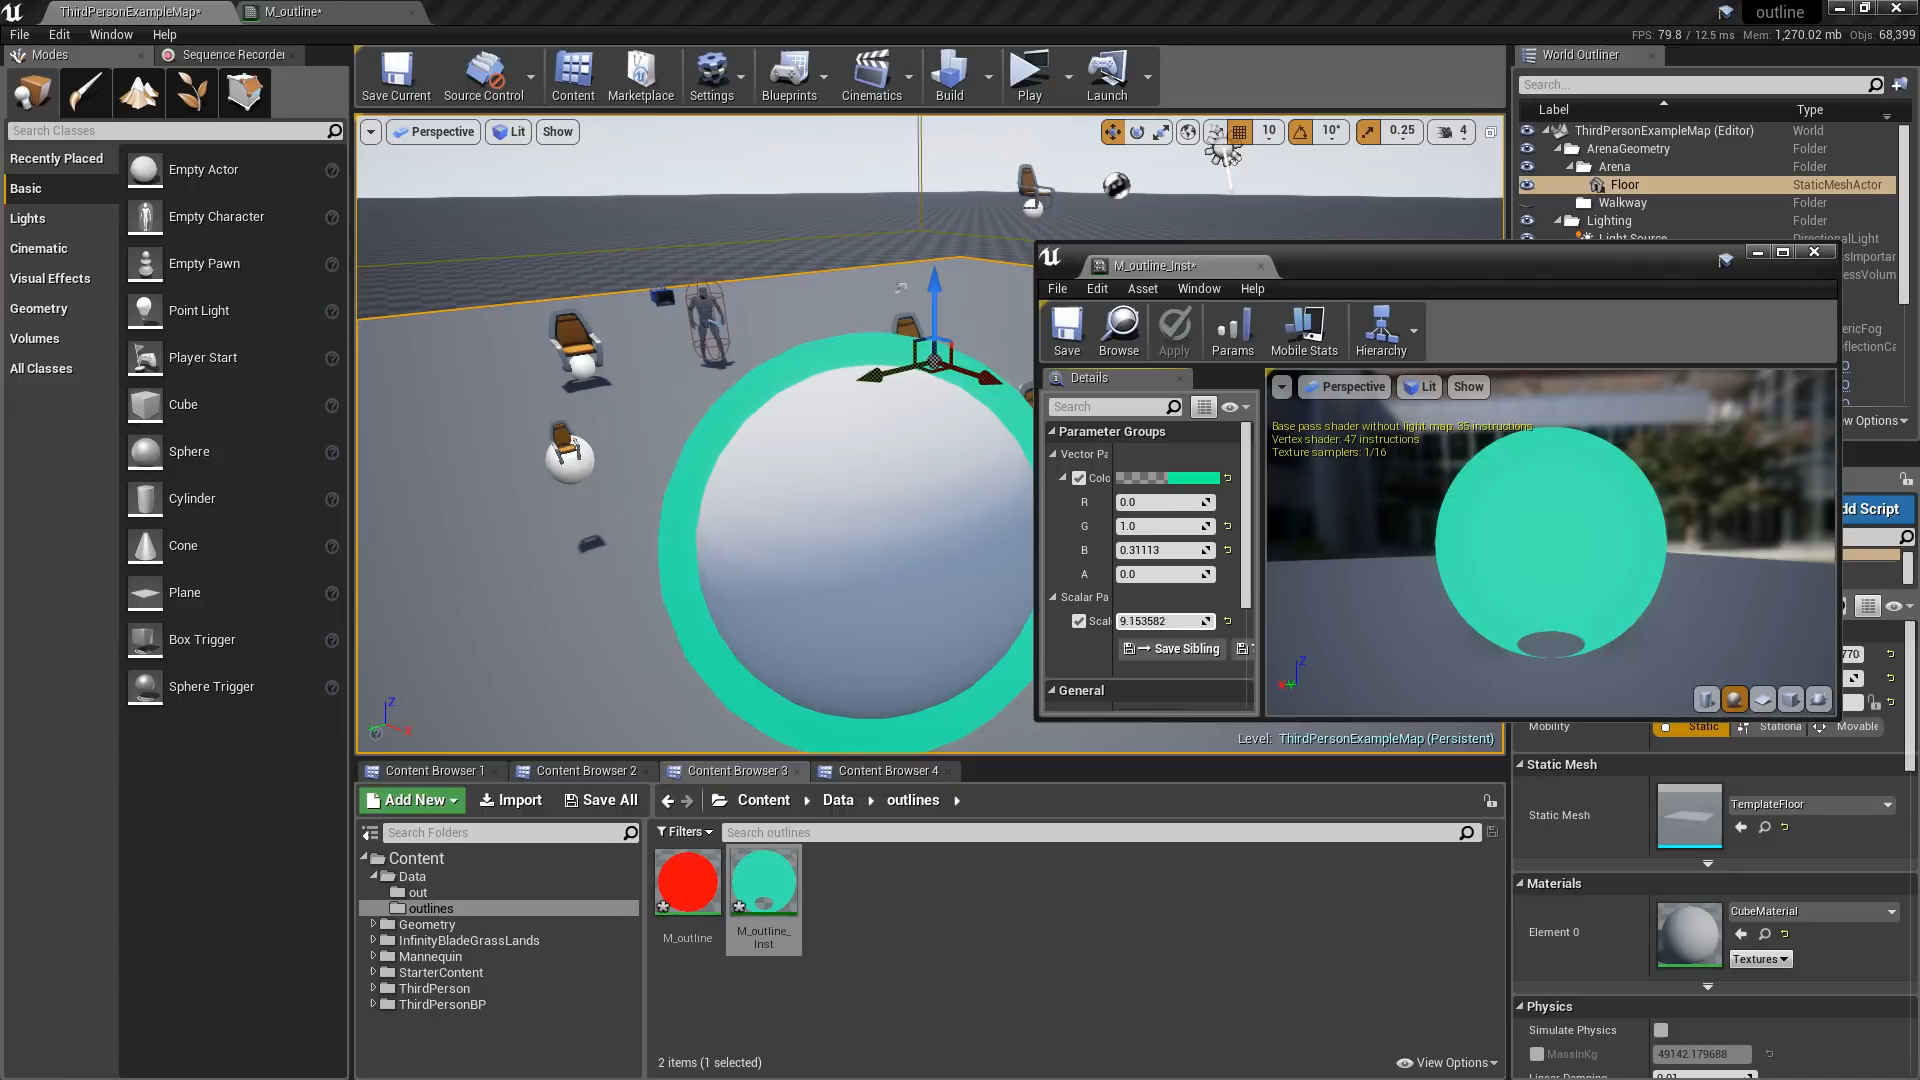 ThirdPersonExampleMap*
M_outline*
outline
File Edit Window Help
FPS: 79.8 / 12.5 ms Mem: 1,270.02 mb Objs: 68,399
Modes
Sequence Recorder
Save Current
Source Control
Content
Marketplace
Settings
Blueprints
Cinematics
Build
Play
Launch
World Outliner
Search...
Label
Type
ThirdPersonExampleMap (Editor) World
ArenaGeometry Folder
Arena Folder
Floor StaticMeshActor
Walkway Folder
Lighting Folder
Light Source DirectionalLight
Search Classes
Recently Placed
Basic
Lights
Cinematic
Visual Effects
Geometry
Volumes
All Classes
Empty Actor
Empty Character
Empty Pawn
Point Light
Player Start
Cube
Sphere
Cylinder
Cone
Plane
Box Trigger
Sphere Trigger
Perspective
Lit
Show
10
10°
0.25
4
Level: ThirdPersonExampleMap (Persistent)
M_outline_Inst*
File Edit Asset Window Help
Save
Browse
Apply
Params
Mobile Stats
Hierarchy
Details
Search
Parameter Groups
Vector Pa
Colo
R 0.0
G 1.0
B 0.31113
A 0.0
Scalar Pa
Scal 9.153582
Save Sibling
General
Perspective
Lit
Show
Base pass shader without light map: 35 instructions
Vertex shader: 47 instructions
Texture samplers: 1/16
Z
dd Script
770
Mobility
Static
Stationa
Movable
Static Mesh
Static Mesh
TemplateFloor
Materials
Element 0
CubeMaterial
Textures
Physics
Simulate Physics
MassInKg
49142.179688
Linear Damping
0.01
Content Browser 1
Content Browser 2
Content Browser 3
Content Browser 4
Add New
Import
Save All
Content
Data
outlines
Search Folders
Filters
Search outlines
Content
Data
out
outlines
Geometry
InfinityBladeGrassLands
Mannequin
StarterContent
ThirdPerson
ThirdPersonBP
M_outline
M_outline_
Inst
2 items (1 selected)
View Options